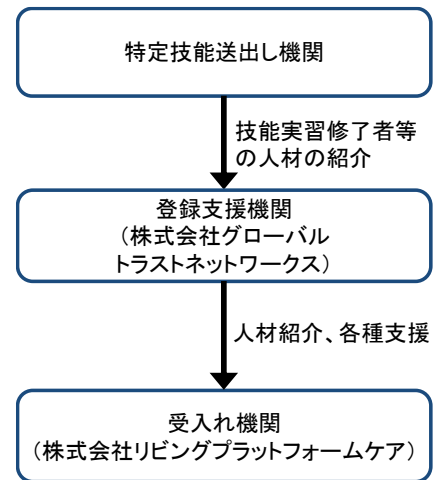 特定技能送出し機関
技能実習修了者等
の人材の紹介
登録支援機関
（株式会社グローバル
トラストネットワークス）
人材紹介、各種支援
受入れ機関
（株式会社リビングプラットフォームケア）